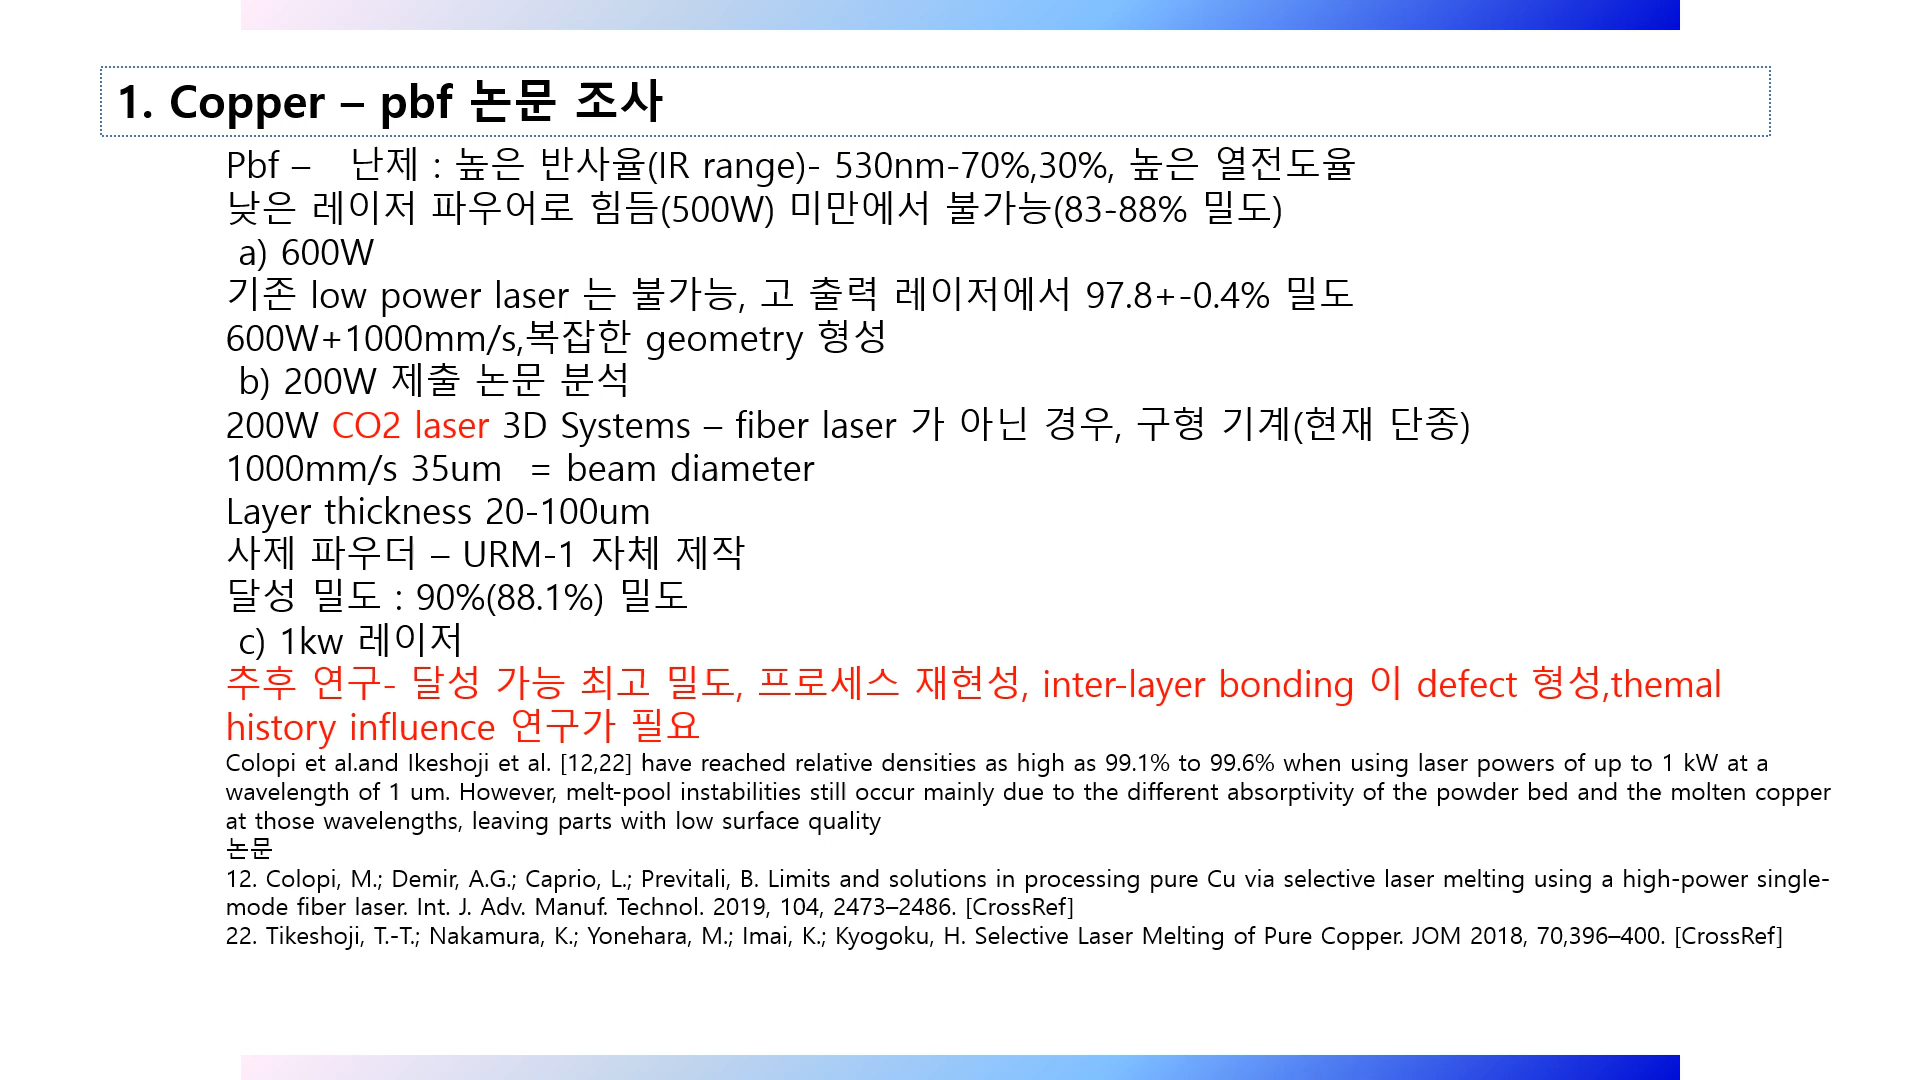 1. Copper – pbf 논문 조사
Pbf – 난제 : 높은 반사율(IR range)- 530nm-70%,30%, 높은 열전도율
낮은 레이저 파우어로 힘듬(500W) 미만에서 불가능(83-88% 밀도)
a) 600W
기존 low power laser 는 불가능, 고 출력 레이저에서 97.8+-0.4% 밀도
600W+1000mm/s,복잡한 geometry 형성
b) 200W 제출 논문 분석
200W CO2 laser 3D Systems – fiber laser 가 아닌 경우, 구형 기계(현재 단종)
1000mm/s 35um = beam diameter
Layer thickness 20-100um
사제 파우더 – URM-1 자체 제작
달성 밀도 : 90%(88.1%) 밀도
c) 1kw 레이저
추후 연구- 달성 가능 최고 밀도, 프로세스 재현성, inter-layer bonding 이 defect 형성,themal
history influence 연구가 필요
Colopi et al.and Ikeshoji et al. [12,22] have reached relative densities as high as 99.1% to 99.6% when using laser powers of up to 1 kW at a
wavelength of 1 um. However, melt-pool instabilities still occur mainly due to the different absorptivity of the powder bed and the molten copper
at those wavelengths, leaving parts with low surface quality
논문
12. Colopi, M.; Demir, A.G.; Caprio, L.; Previtali, B. Limits and solutions in processing pure Cu via selective laser melting using a high-power single-
mode fiber laser. Int. J. Adv. Manuf. Technol. 2019, 104, 2473–2486. [CrossRef]
22. Tikeshoji, T.-T.; Nakamura, K.; Yonehara, M.; Imai, K.; Kyogoku, H. Selective Laser Melting of Pure Copper. JOM 2018, 70,396–400. [CrossRef]